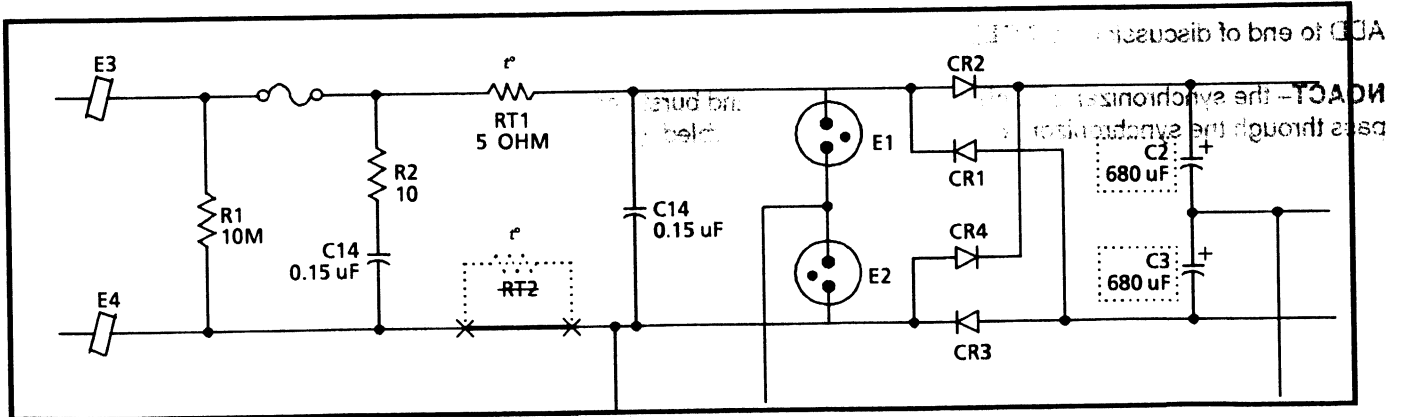 ADD to end of discussion
NOACT – the synchronizer
and burst
pass through the synchronizer
E3
t°
CR2
RT1
5 OHM
E1
R2
10
CR1
C2
+
680 uF
R1
10M
C14
0.15 uF
C14
0.15 uF
t°
CR4
RT2
E2
C3
+
680 uF
E4
CR3